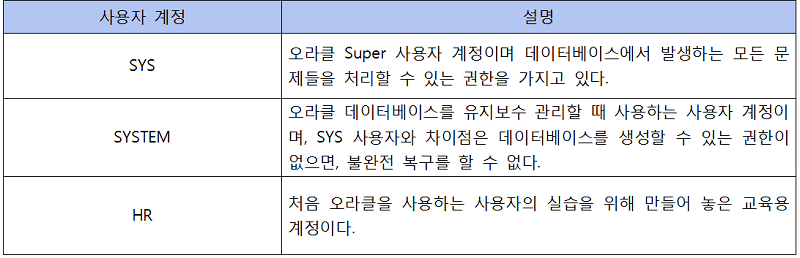 사용자 계정 설명
SYS
오라클 Super 사용자 계정이며 데이터베이스에서 발생하는 모든 문
제들을 처리할 수 있는 권한을 가지고 있다.
SYSTEM
오라클 데이터베이스를 유지보수 관리할 때 사용하는 사용자 계정이
며, SYS 사용자와 차이점은 데이터베이스를 생성할 수 있는 권한이
없으면, 불완전 복구를 할 수 없다.
HR
처음 오라클을 사용하는 사용자의 실습을 위해 만들어 놓은 교육용
계정이다.